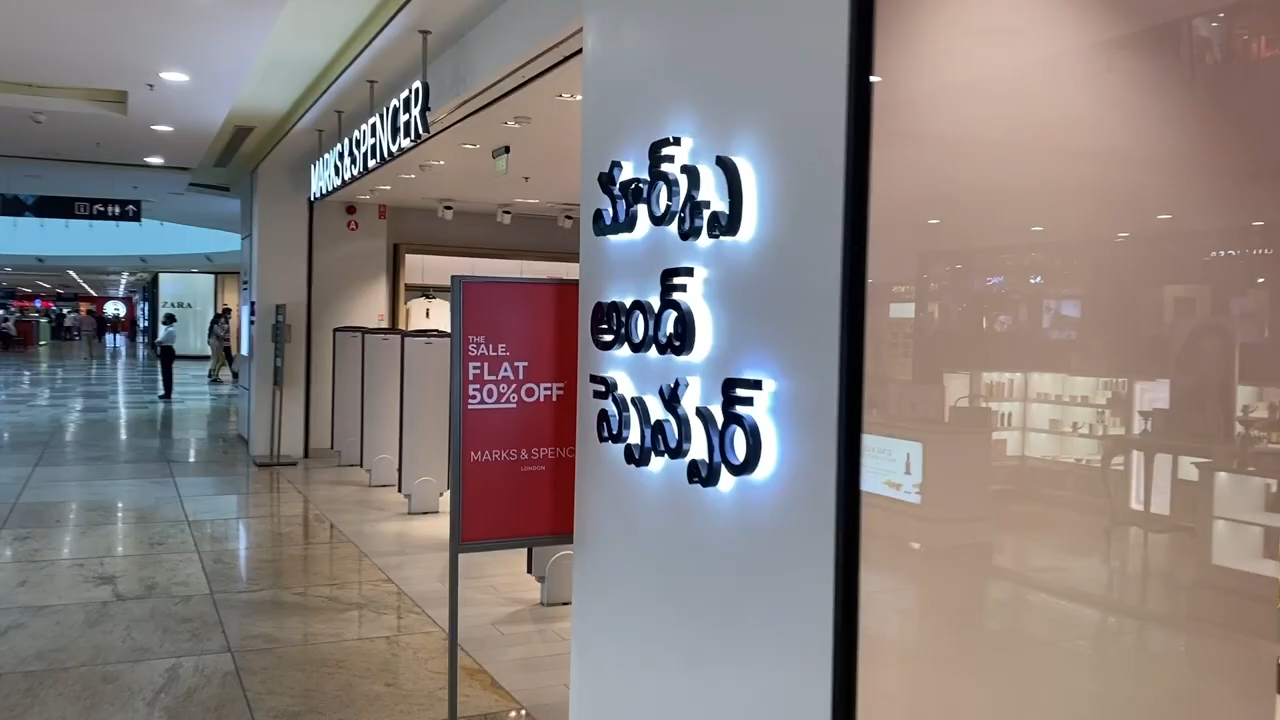 MARKS & SPENCER
మార్క్స్
అండ్
స్పెన్సర్
THE
SALE.
FLAT
50% OFF
MARKS & SPENC
LONDON
ZARA
A